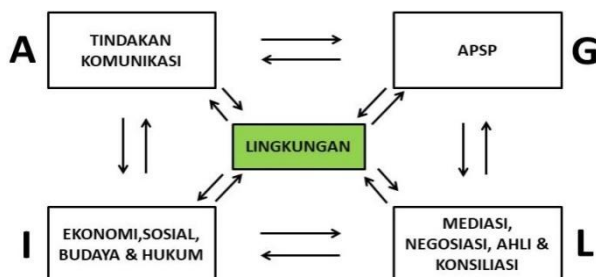 A
TINDAKAN
KOMUNIKASI
APSP
G
LINGKUNGAN
I
EKONOMI,SOSIAL,
BUDAYA & HUKUM
MEDIASI,
NEGOSIASI, AHLI &
KONSILIASI
L